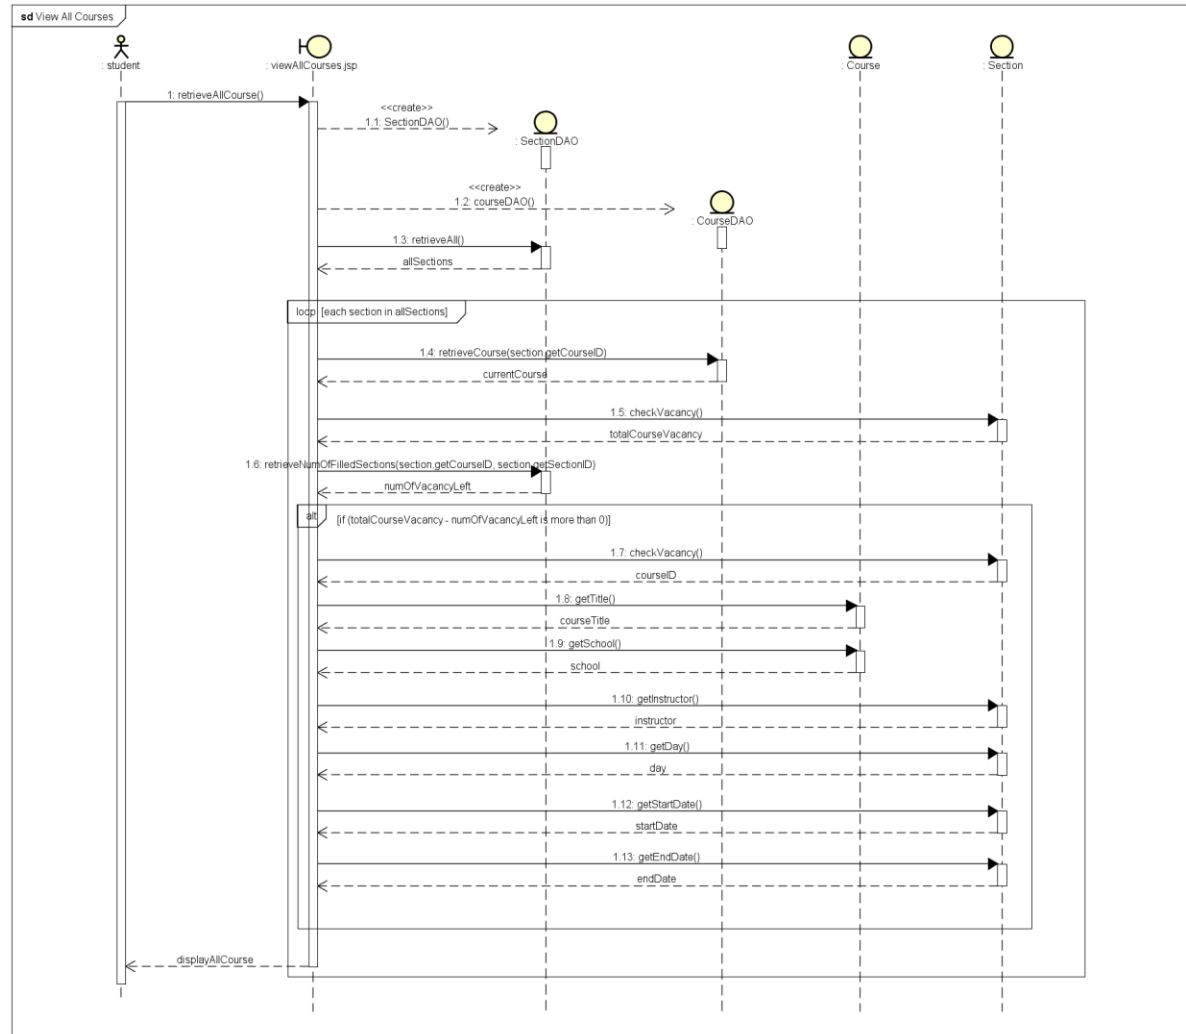 sd View All Courses
: student
: viewAllCourses.jsp
: Course
: Section
1: retrieveAllCourse()
<<create>>
1.1: SectionDAO()
: SectionDAO
<<create>>
1.2: courseDAO()
: CourseDAO
1.3: retrieveAll()
allSections
loop [each section in allSections]
1.4: retrieveCourse(section.getCourseID)
currentCourse
1.5: checkVacancy()
totalCourseVacancy
1.6: retrieveNumOfFilledSections(section.getCourseID, section.getSectionID)
numOfVacancyLeft
alt [if (totalCourseVacancy - numOfVacancyLeft is more than 0)]
1.7: checkVacancy()
courseID
1.8: getTitle()
courseTitle
1.9: getSchool()
school
1.10: getInstructor()
instructor
1.11: getDay()
day
1.12: getStartDate()
startDate
1.13: getEndDate()
endDate
displayAllCourse